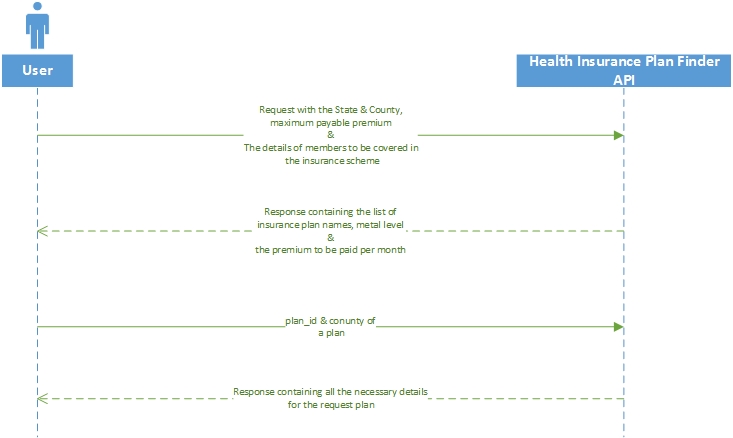 User
Health Insurance Plan Finder
API
Request with the State & County,
maximum payable premium
&
The details of members to be covered in
the insurance scheme
Response containing the list of
insurance plan names, metal level
&
the premium to be paid per month
plan_id & conunty of
a plan
Response containing all the necessary details
for the request plan